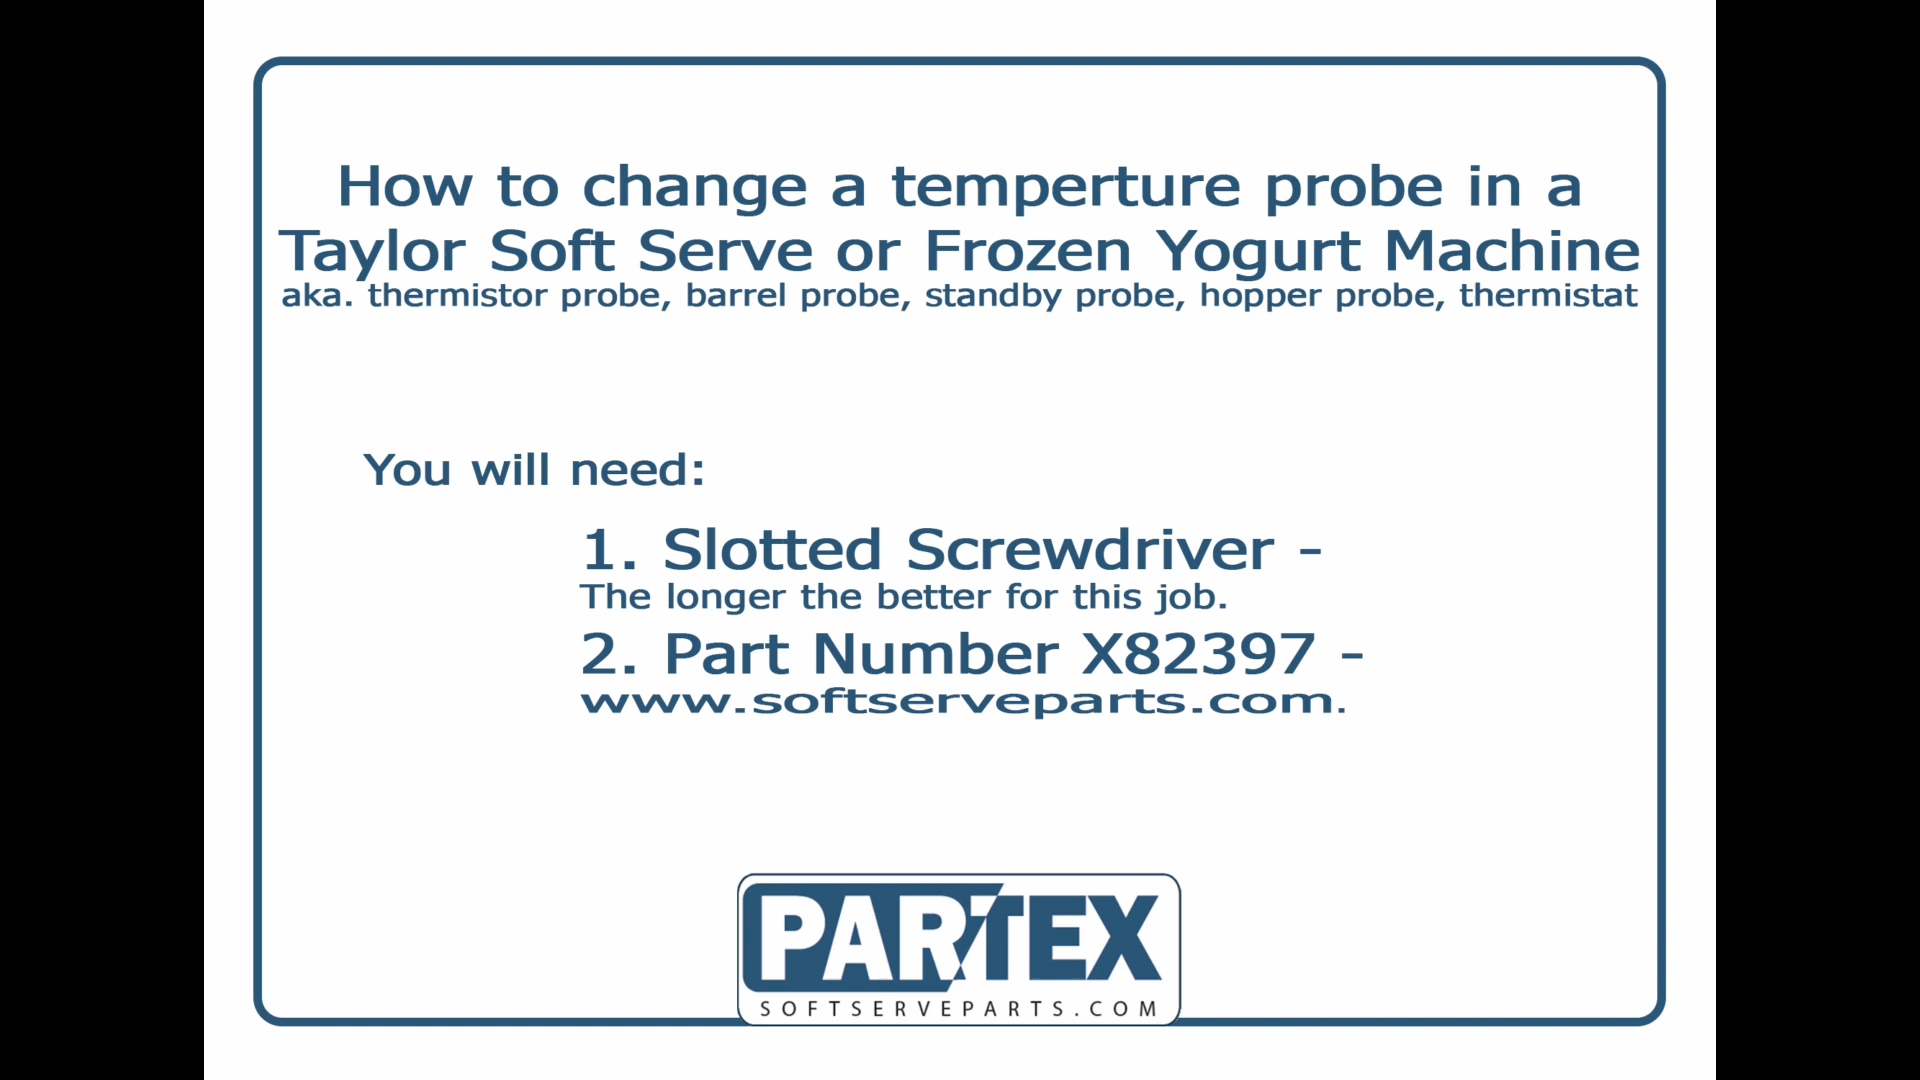 How to change a temperture probe in a
Taylor Soft Serve or Frozen Yogurt Machine
aka. thermistor probe, barrel probe, standby probe, hopper probe, thermistat
You will need:
1. Slotted Screwdriver -
The longer the better for this job.
2. Part Number X82397 -
www.softserveparts.com.
PARTEX
SOFTSERVEPARTS.COM